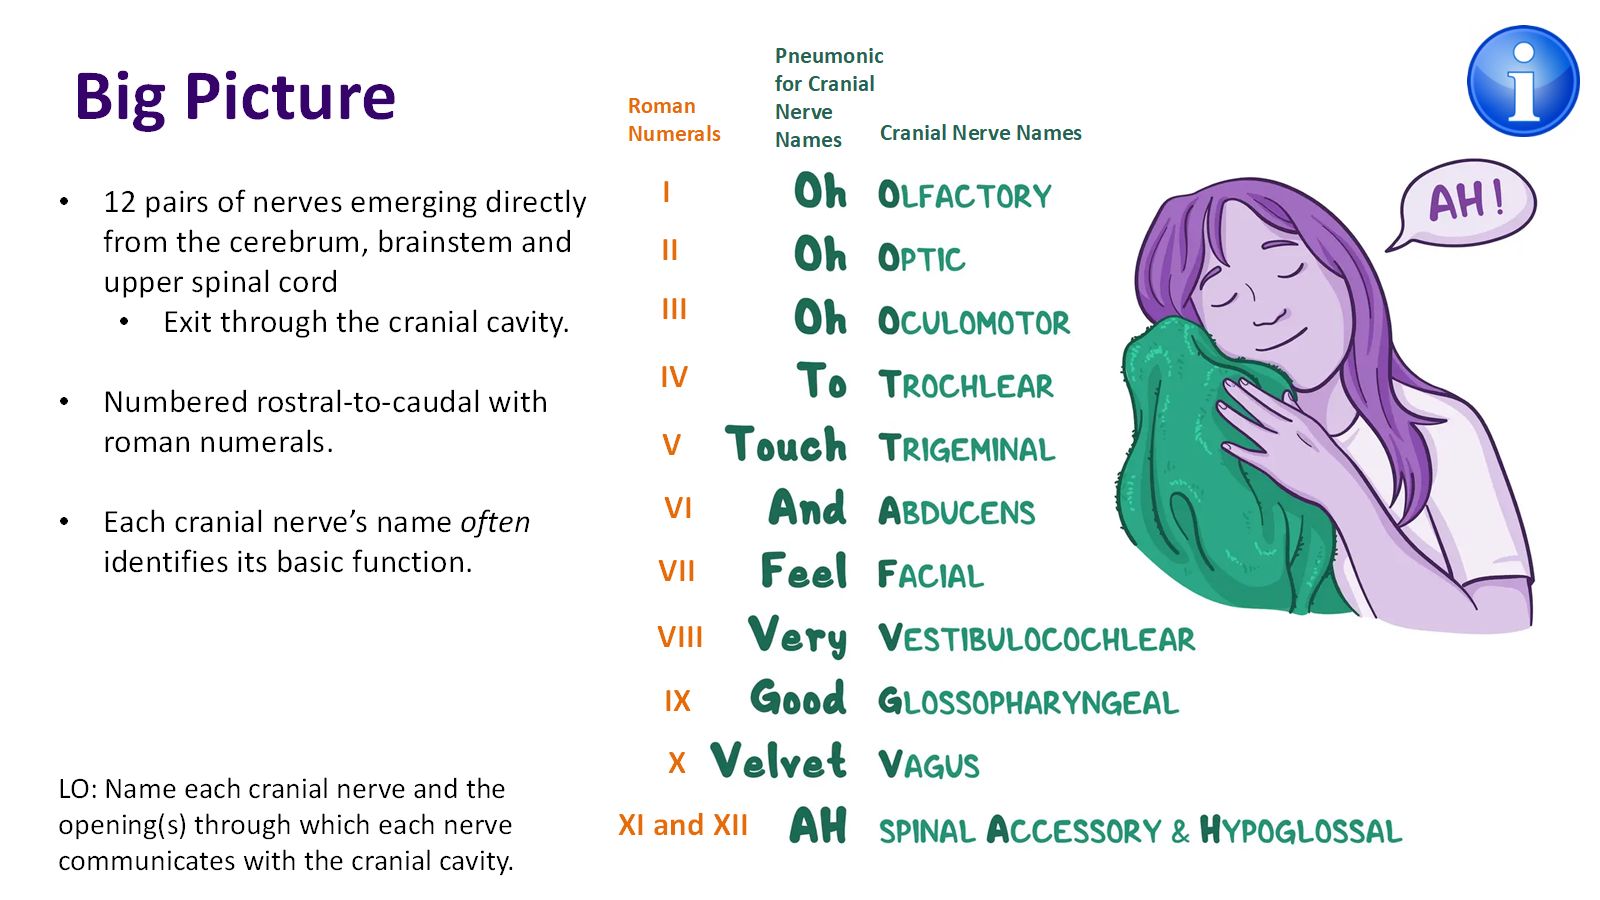 Big Picture
• 12 pairs of nerves emerging directly
from the cerebrum, brainstem and
upper spinal cord
• Exit through the cranial cavity.
• Numbered rostral-to-caudal with
roman numerals.
• Each cranial nerve’s name often
identifies its basic function.
LO: Name each cranial nerve and the
opening(s) through which each nerve
communicates with the cranial cavity.
Roman
Numerals
Pneumonic
for Cranial
Nerve
Names
Cranial Nerve Names
I Oh OLFACTORY
II Oh OPTIC
III Oh OCULOMOTOR
IV To TROCHLEAR
V Touch TRIGEMINAL
VI And ABDUCENS
VII Feel FACIAL
VIII Very VESTIBULOCOCHLEAR
IX Good GLOSSOPHARYNGEAL
X Velvet VAGUS
XI and XII AH SPINAL ACCESSORY & HYPOGLOSSAL
AH!
i